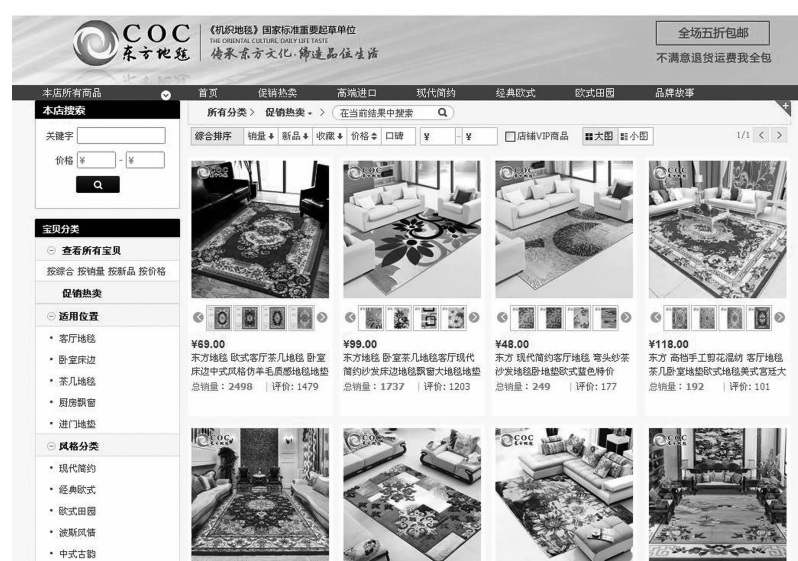 COC
东方地毯
《机织地毯》国家标准重要起草单位
THE ORIENTAL CULTURE, DAILY LIFE TASTE
传承东方文化·缔造品位生活
全场五折包邮
不满意退货运费我全包
本店所有商品 首页 促销热卖 高端进口 现代简约 经典欧式 欧式田园 品牌故事
本店搜索
关键字
价格 ¥ - ¥
所有分类 > 促销热卖 > 在当前结果中搜索
综合排序 销量 新品 收藏 价格 口碑 ¥ - ¥ 店铺VIP商品 大图 小图 1/1 < >
宝贝分类
查看所有宝贝
按综合 按销量 按新品 按价格
促销热卖
适用位置
· 客厅地毯
· 卧室床边
· 茶几地毯
· 厨房飘窗
· 进门地垫
风格分类
· 现代简约
· 经典欧式
· 欧式田园
· 波斯风情
· 中式古韵
COC
¥69.00
东方地毯 欧式客厅茶几地毯 卧室
床边中式风格仿羊毛质感地毯地垫
总销量：2498 | 评价: 1479
COC
¥99.00
东方地毯 卧室茶几地毯客厅现代
简约纱发床边地毯飘窗大地毯地垫
总销量：1737 | 评价: 1203
COC
¥48.00
东方 现代简约客厅地毯 弯头纱茶
沙发地毯卧地垫欧式蓝色特价
总销量：249 | 评价: 177
COC
¥118.00
东方 高档手工剪花混纺 客厅地毯
茶几卧室地垫欧式地毯美式宫廷大
总销量：192 | 评价: 101
COC
COC
COC
COC